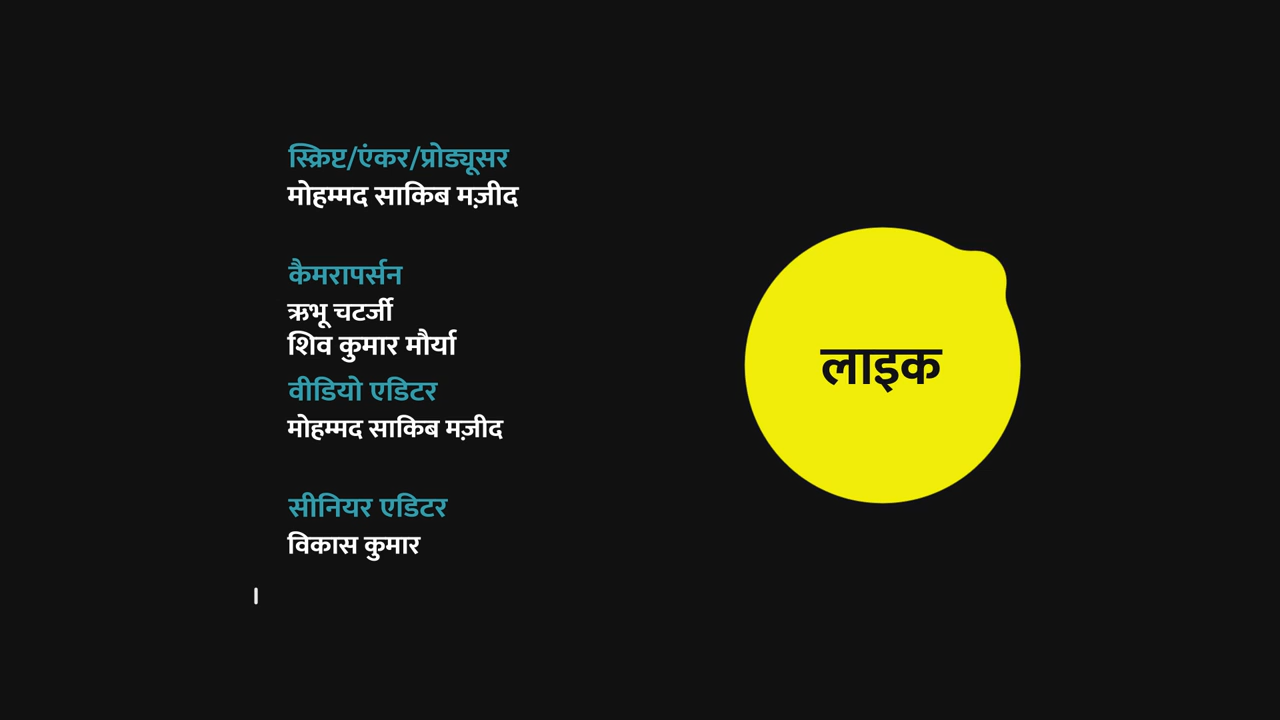 स्क्रिप्ट/एंकर/प्रोड्यूसर
मोहम्मद साकिब मज़ीद
कैमरापर्सन
ऋभू चटर्जी
शिव कुमार मौर्या
वीडियो एडिटर
मोहम्मद साकिब मज़ीद
सीनियर एडिटर
विकास कुमार
लाइक